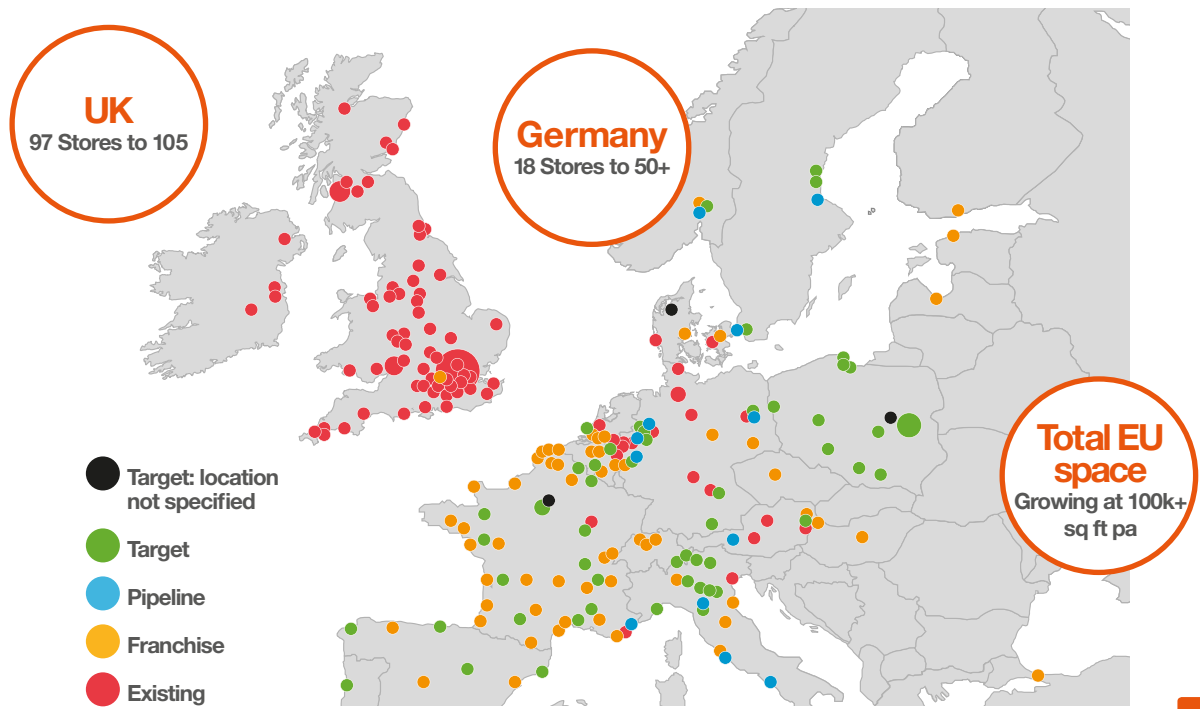 UK
97 Stores to 105
Germany
18 Stores to 50+
Total EU
space
Growing at 100k+
sq ft pa
Target: location
not specified
Target
Pipeline
Franchise
Existing